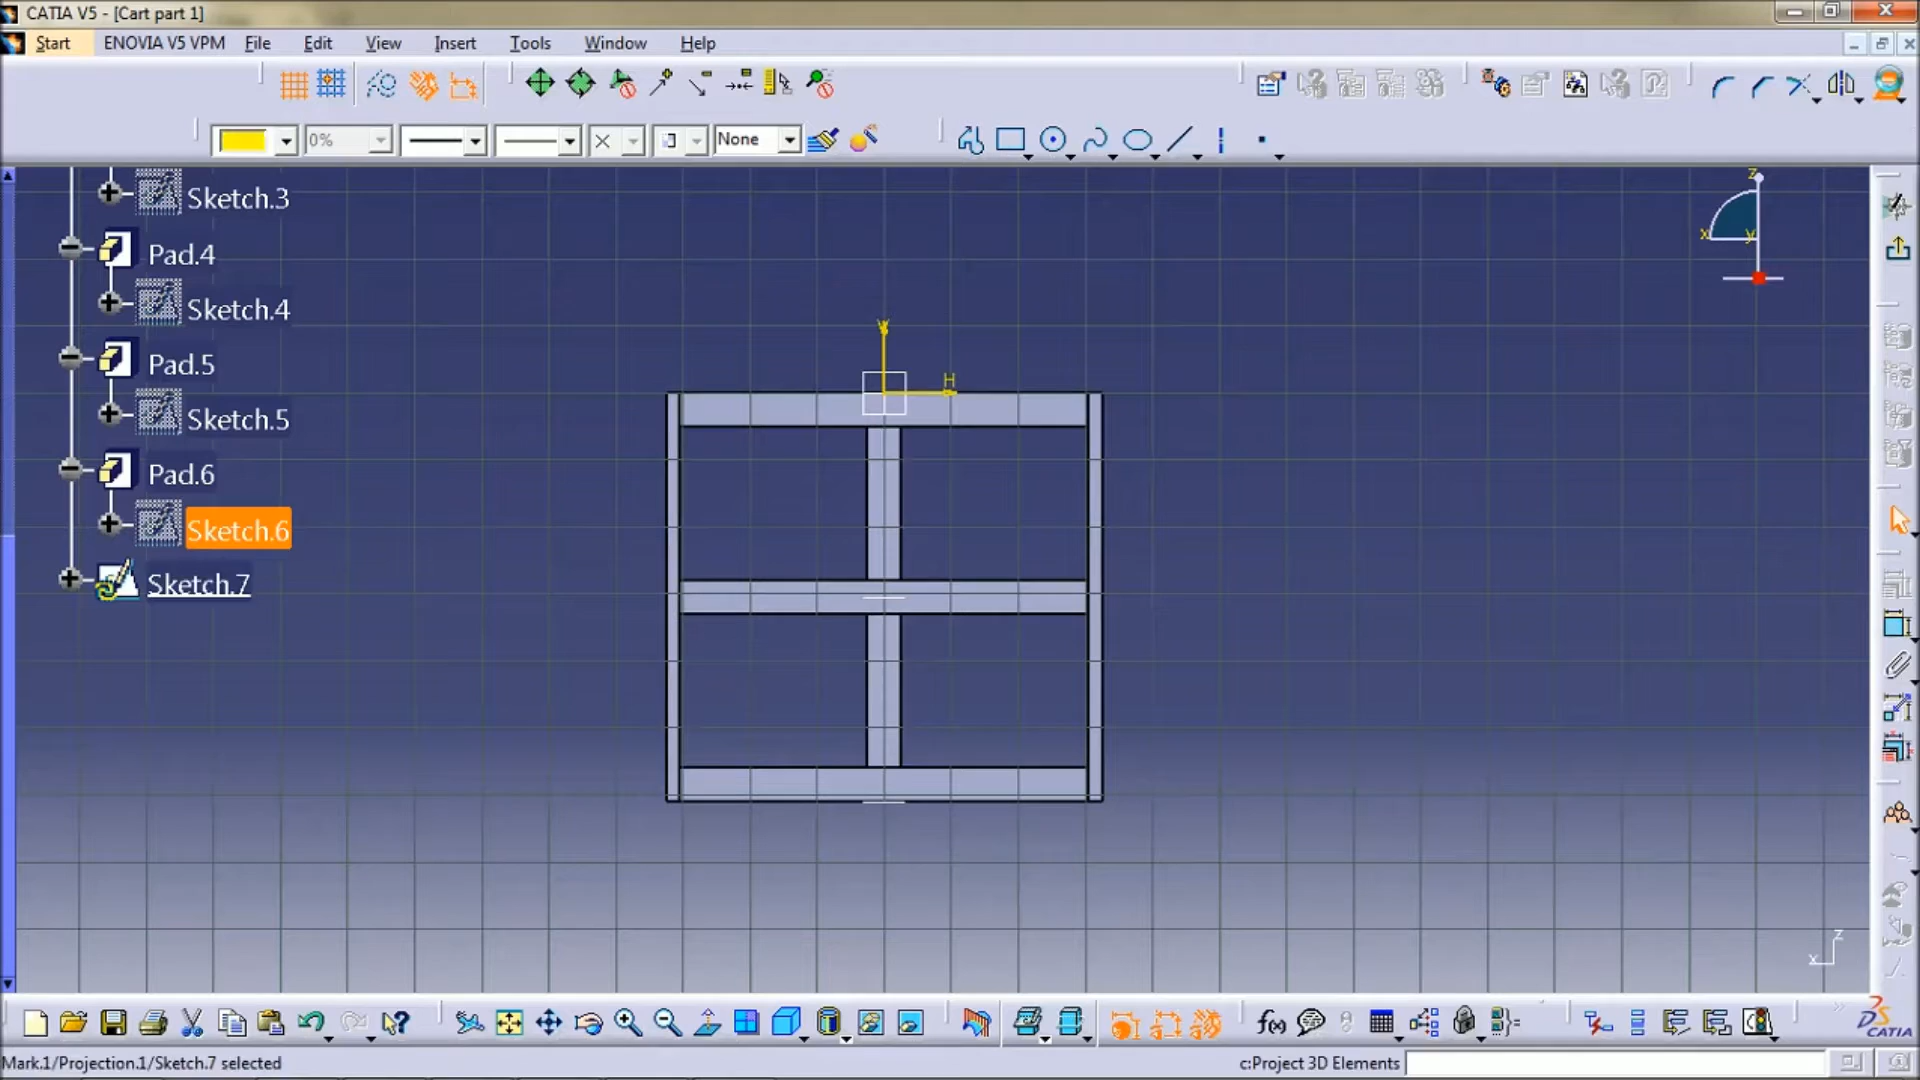 CATIA V5 - [Cart part 1]
Start ENOVIA V5 VPM File Edit View Insert Tools Window Help
0% None
Sketch.3
Pad.4
Sketch.4
Pad.5
Sketch.5
Pad.6
Sketch.6
Sketch.7
V
H
z
x y
z
x
f(x)
DS
CATIA
Mark.1/Projection.1/Sketch.7 selected c:Project 3D Elements